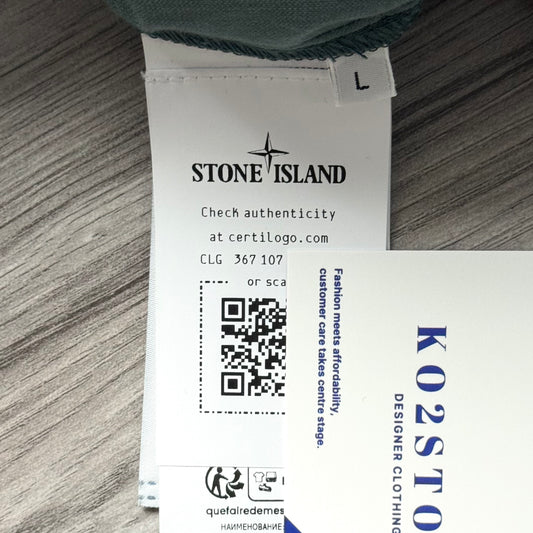 L
STONE ISLAND
Check authenticity
at certilogo.com
CLG 367 107
or sca
Fashion meets affordability,
customer care takes centre stage.
KO2STO
DESIGNER CLOTHING
quefairedemes
НАИМЕНОВАНИЕ